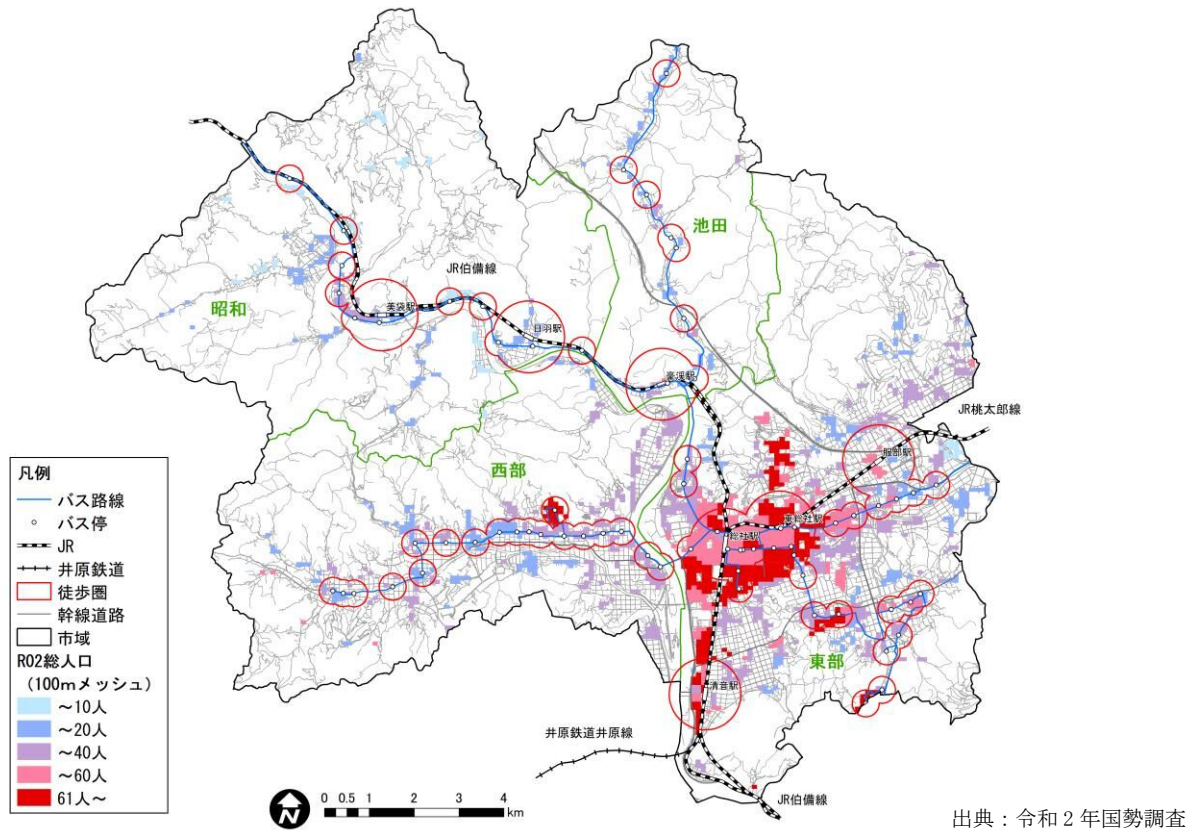 池田
JR伯備線
昭和
美袋駅
日羽駅
豪渓駅
JR桃太郎線
服部駅
西部
東総社駅
総社駅
東部
清音駅
井原鉄道井原線
JR伯備線
凡例
バス路線
バス停
JR
井原鉄道
徒歩圏
幹線道路
市域
R02総人口
(100mメッシュ)
~10人
~20人
~40人
~60人
61人~
0 0.5 1 2 3 4
km
出典：令和2年国勢調査